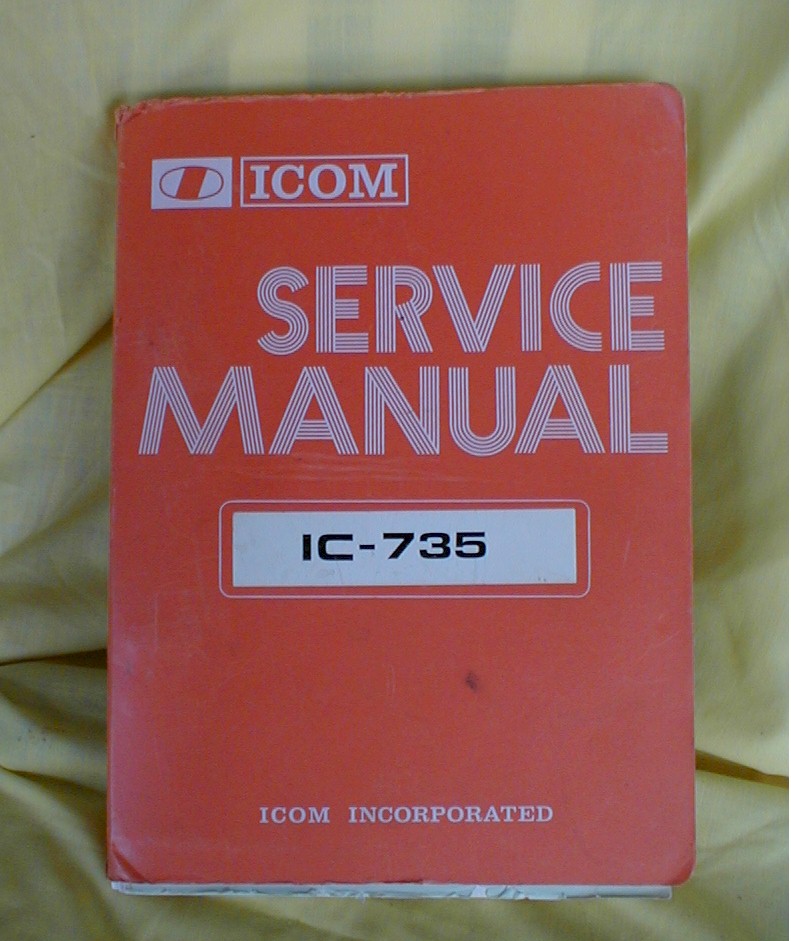 ICOM
SERVICE
MANUAL
IC-735
ICOM INCORPORATED